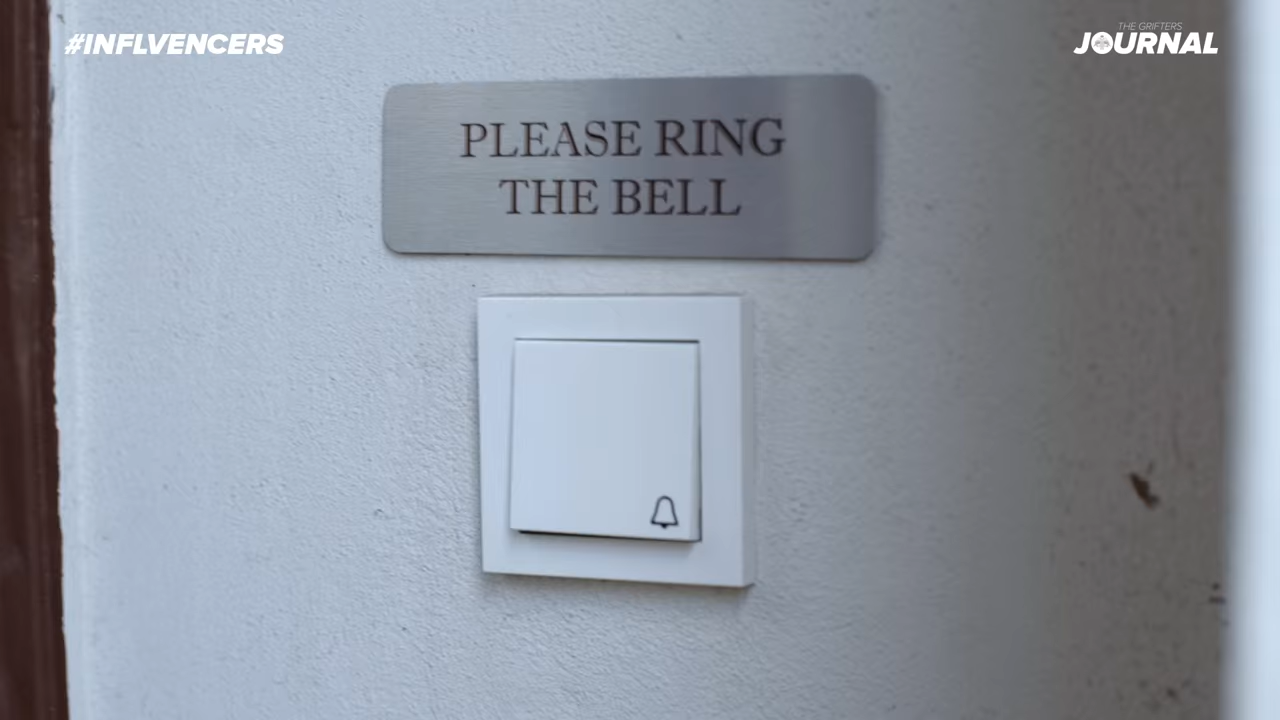 #INFLVENCERS
THE GRIFTERS
JOURNAL
PLEASE RING
THE BELL